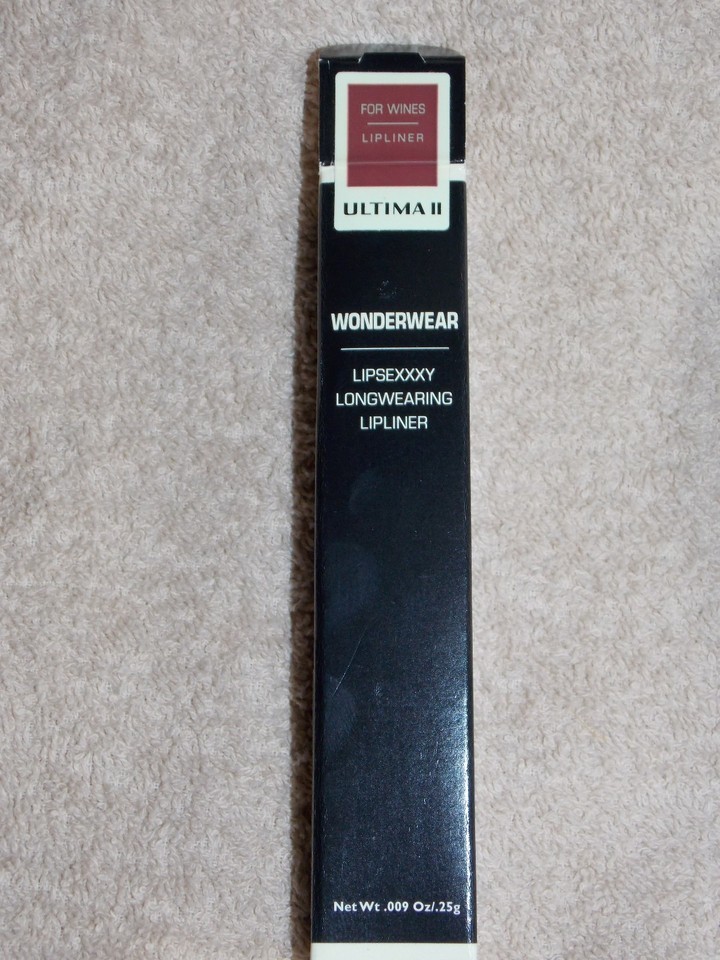 FOR WINES
LIPLINER
ULTIMA II
WONDERWEAR
LIPSEXXXY
LONGWEARING
LIPLINER
Net Wt .009 Oz/.25g